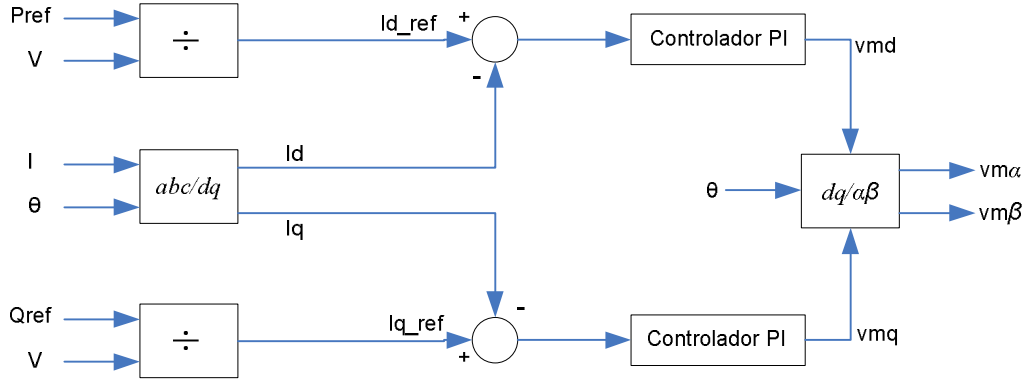 Pref
V
÷
Id_ref
+
-
Controlador PI
vmd
I
θ
abc/dq
Id
Iq
θ
dq/αβ
vmα
vmβ
Qref
V
÷
Iq_ref
-
+
Controlador PI
vmq